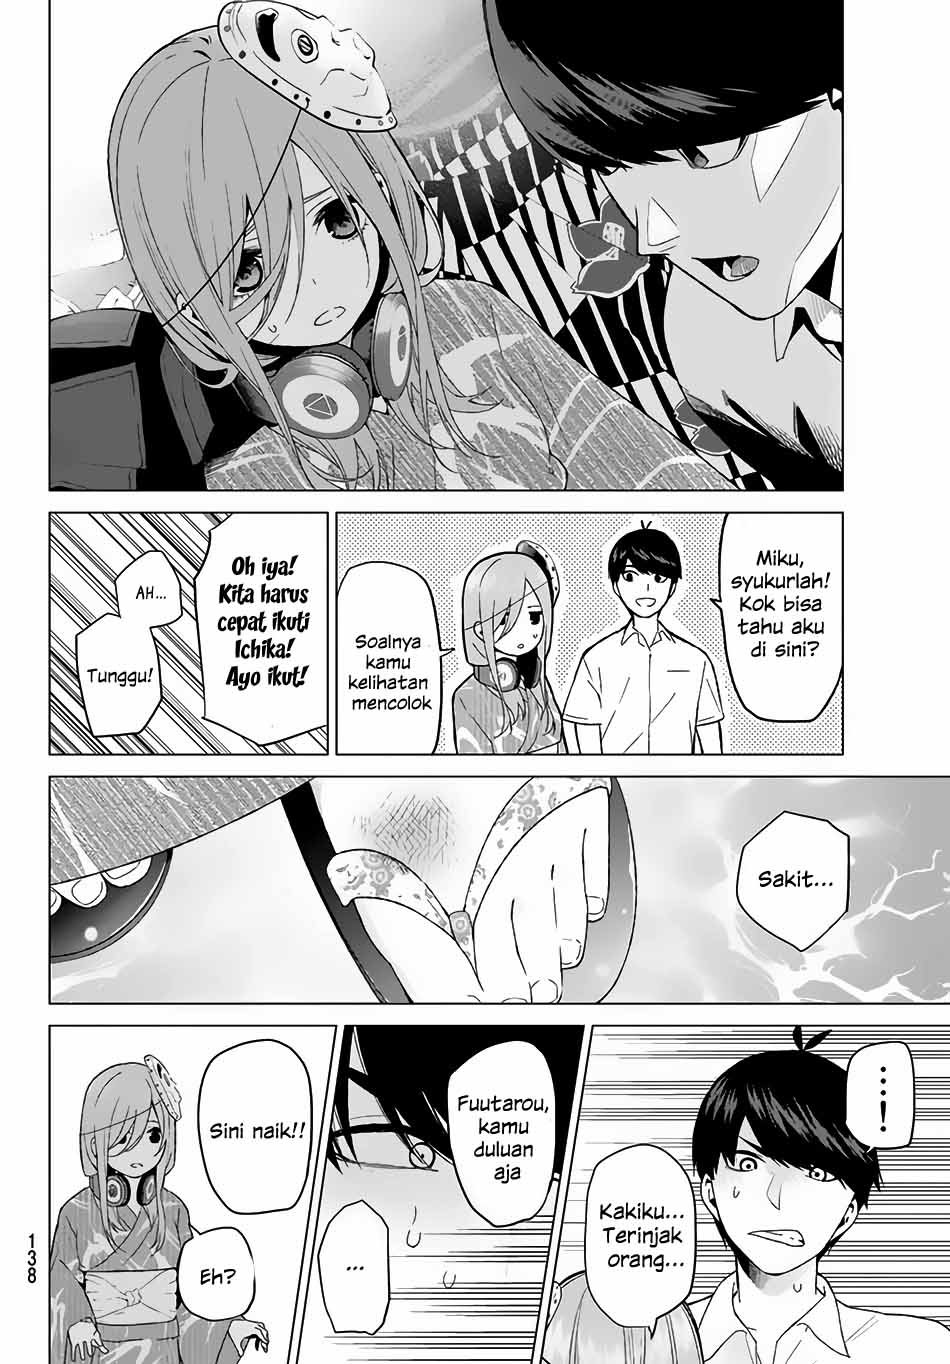 Miku,
syukurlah!
Kok bisa
tahu aku
di sini?
Soalnya
kamu
kelihatan
mencolok
Oh iya!
Kita harus
cepat ikuti
Ichika!
Ayo ikut!
AH...
Tunggu!
Sakit...
...!
Kakiku...
Terinjak
orang...
Fuutarou,
kamu
duluan
aja
...
Sini naik!!
Eh?
138